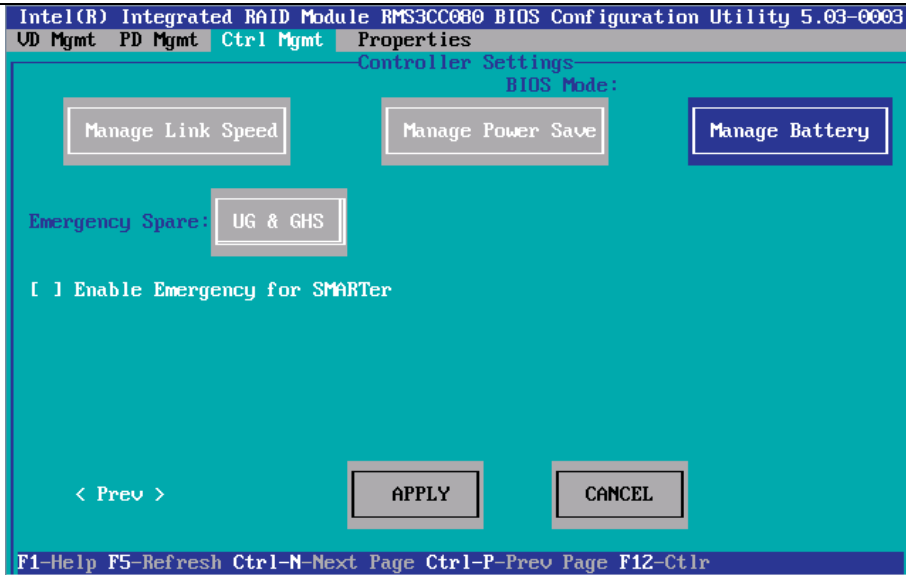 Intel(R) Integrated RAID Module RMS3CC080 BIOS Configuration Utility 5.03-0003
VD Mgmt PD Mgmt Ctrl Mgmt Properties
Controller Settings
BIOS Mode:
Manage Link Speed Manage Power Save Manage Battery
Emergency Spare: UG & GHS
[ ] Enable Emergency for SMARTer
< Prev > APPLY CANCEL
F1-Help F5-Refresh Ctrl-N-Next Page Ctrl-P-Prev Page F12-Ctlr